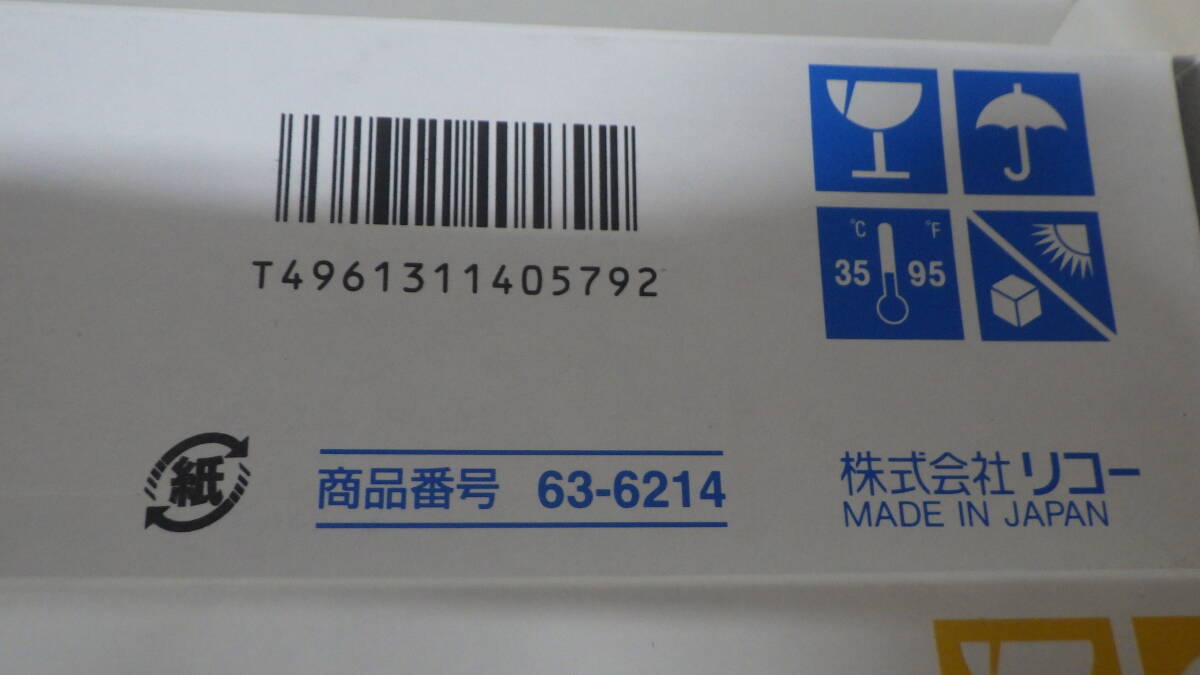 T4961311405792
°C °F
35 95
紙
商品番号 63-6214
株式会社 リコー
MADE IN JAPAN